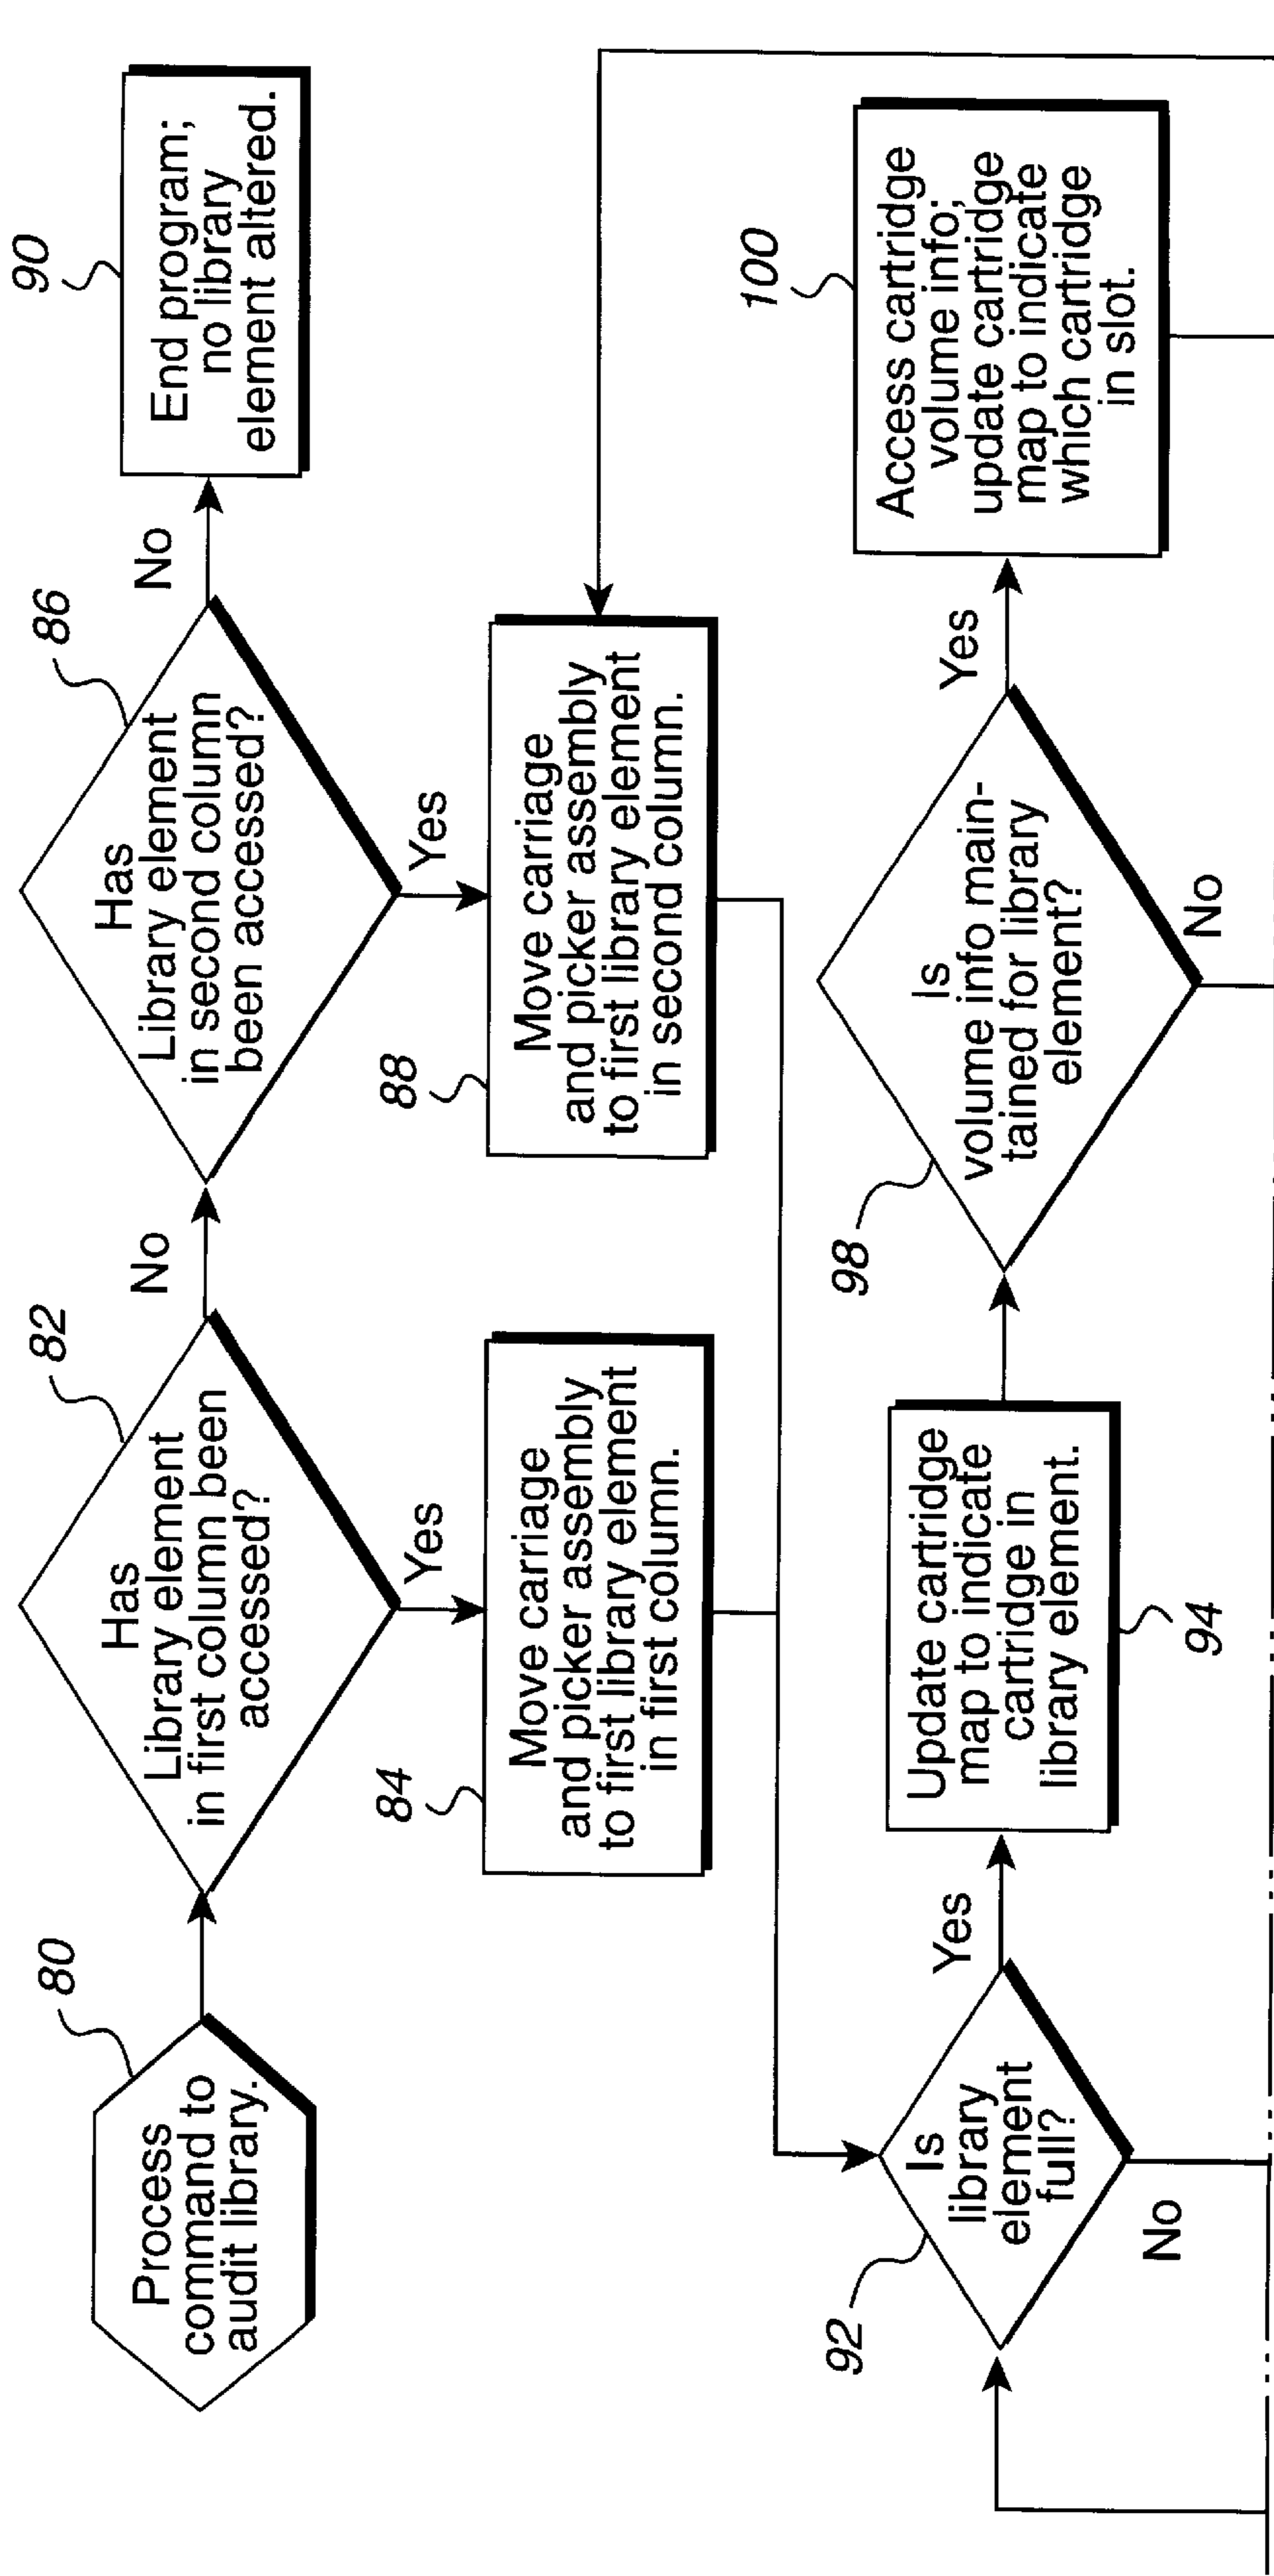 80
Process
command to
audit library.
82
Has
Library element
in first column been
accessed?
No
Yes
86
Has
Library element
in second column
been accessed?
No
Yes
90
End program;
no library
element altered.
84
Move carriage
and picker assembly
to first library element
in first column.
88
Move carriage
and picker assembly
to first library element
in second column.
92
Is
library
element
full?
Yes
No
Update cartridge
map to indicate
cartridge in
library element.
94
98
Is
volume info main-
tained for library
element?
Yes
No
100
Access cartridge
volume info;
update cartridge
map to indicate
which cartridge
in slot.